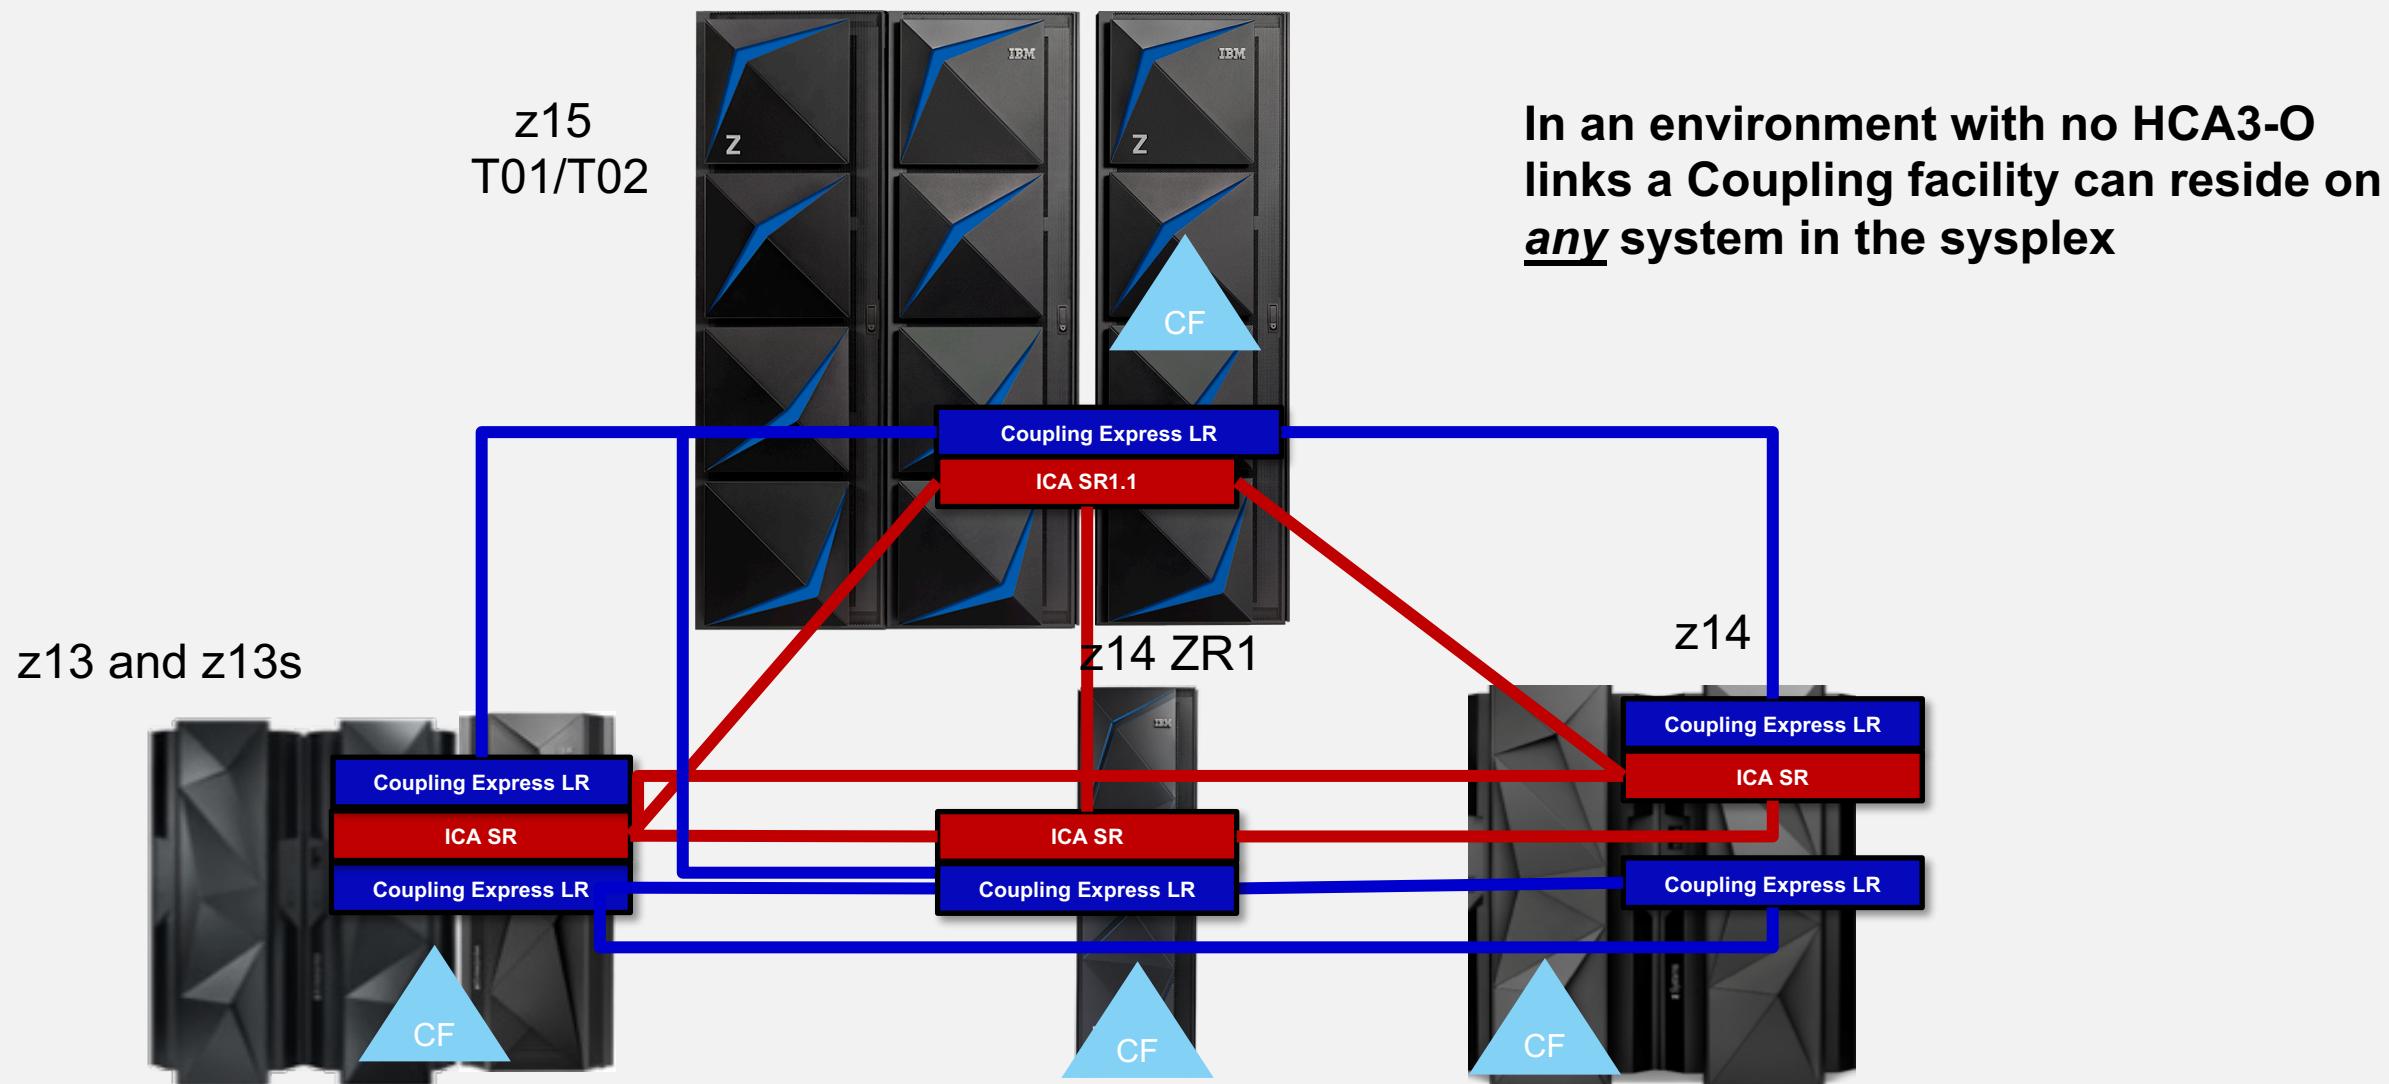 z15
T01/T02
IBM
IBM
Z
Z
In an environment with no HCA3-O
links a Coupling facility can reside on
any system in the sysplex
CF
Coupling Express LR
ICA SR1.1
z13 and z13s
z14 ZR1
z14
IBM
Coupling Express LR
ICA SR
Coupling Express LR
ICA SR
Coupling Express LR
Coupling Express LR
ICA SR
Coupling Express LR
CF
CF
CF